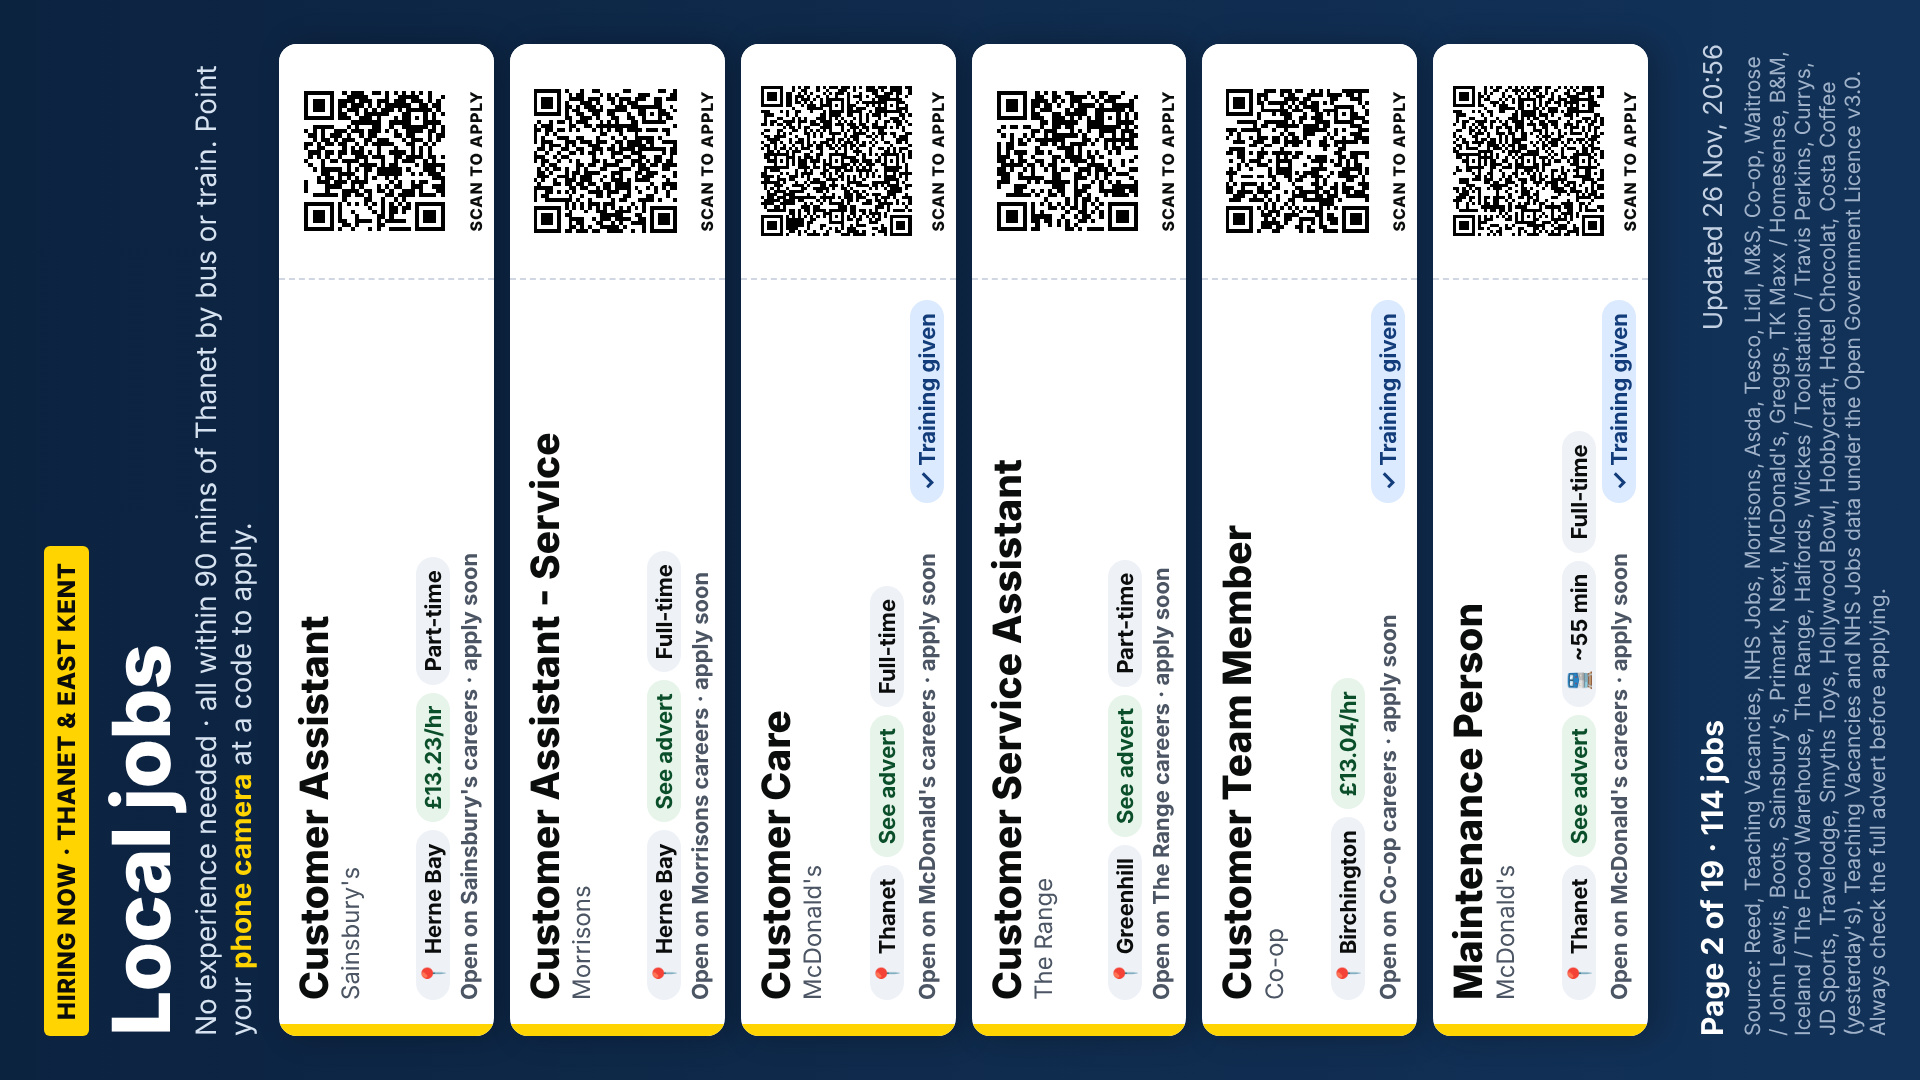 HIRING NOW · THANET & EAST KENT
Local jobs
No experience needed · all within 90 mins of Thanet by bus or train. Point
your phone camera at a code to apply.
Customer Assistant
Sainsbury's
Herne Bay £13.23/hr Part-time
Open on Sainsbury's careers · apply soon
SCAN TO APPLY
Customer Assistant - Service
Morrisons
Herne Bay See advert Full-time
Open on Morrisons careers · apply soon
SCAN TO APPLY
Customer Care
McDonald's
Thanet See advert Full-time
Open on McDonald's careers · apply soon
✓ Training given
SCAN TO APPLY
Customer Service Assistant
The Range
Greenhill See advert Part-time
Open on The Range careers · apply soon
SCAN TO APPLY
Customer Team Member
Co-op
Birchington £13.04/hr
Open on Co-op careers · apply soon
✓ Training given
SCAN TO APPLY
Maintenance Person
McDonald's
Thanet See advert ~55 min Full-time
Open on McDonald's careers · apply soon
✓ Training given
SCAN TO APPLY
Page 2 of 19 · 114 jobs
Updated 26 Nov, 20:56
Source: Reed, Teaching Vacancies, NHS Jobs, Morrisons, Asda, Tesco, Lidl, M&S, Co-op, Waitrose
/ John Lewis, Boots, Sainsbury's, Primark, Next, McDonald's, Greggs, TK Maxx / Homesense, B&M,
Iceland / The Food Warehouse, The Range, Halfords, Wickes / Toolstation / Travis Perkins, Currys,
JD Sports, Travelodge, Smyths Toys, Hollywood Bowl, Hobbycraft, Hotel Chocolat, Costa Coffee
(yesterday's). Teaching Vacancies and NHS Jobs data under the Open Government Licence v3.0.
Always check the full advert before applying.